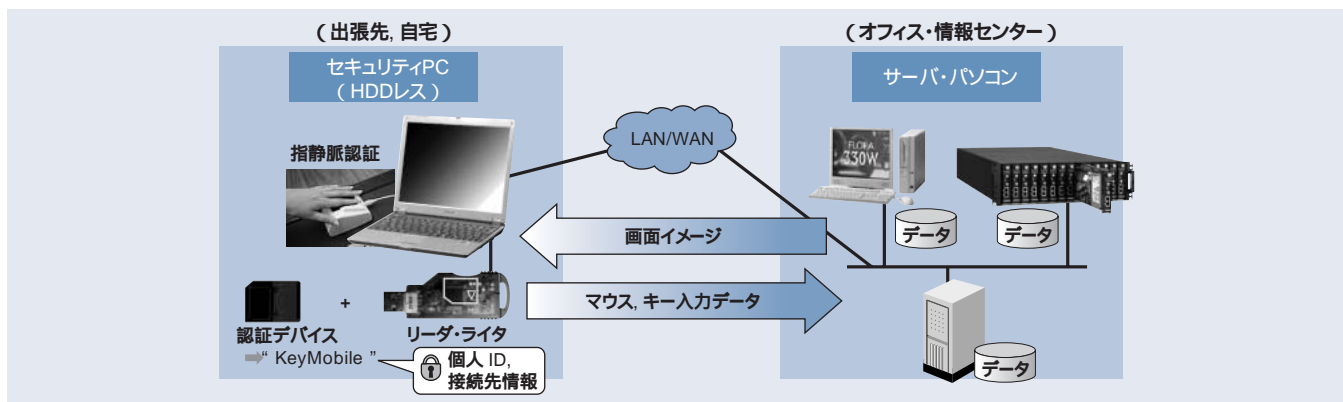 （出張先, 自宅）
セキュリティPC
（HDDレス）
指静脈認証
認証デバイス
“ KeyMobile ”
+
リーダ・ライタ
個人 ID,
接続先情報
LAN/WAN
画面イメージ
マウス, キー入力データ
（オフィス・情報センター）
サーバ・パソコン
FLORA
330W
データ
データ
データ